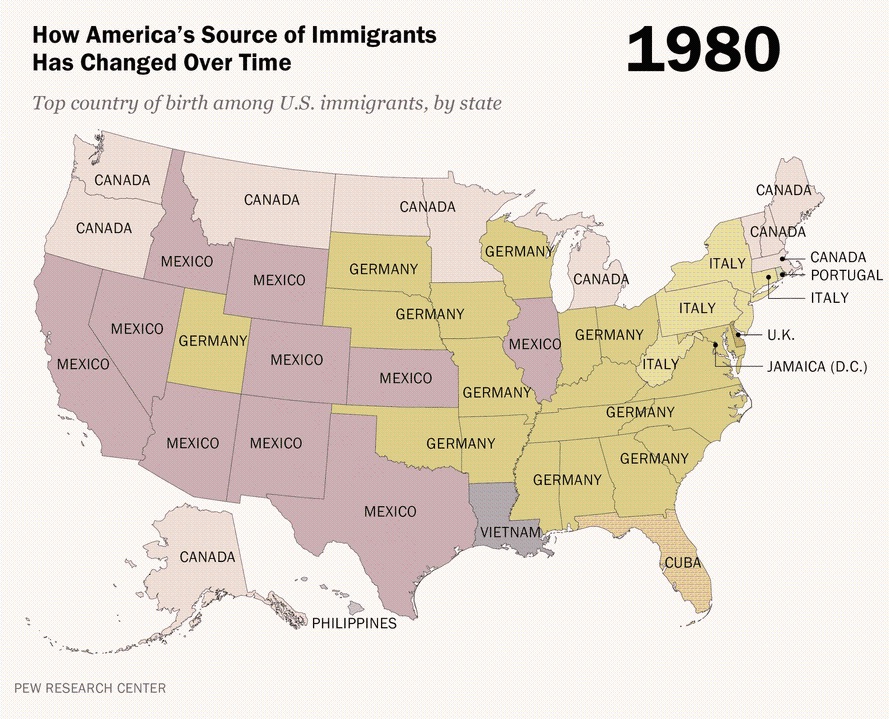 How America's Source of Immigrants
Has Changed Over Time
1980
Top country of birth among U.S. immigrants, by state
CANADA
CANADA
CANADA
CANADA
CANADA
CANADA
CANADA
PORTUGAL
ITALY
ITALY
ITALY
ITALY
U.K.
JAMAICA (D.C.)
MEXICO
MEXICO
MEXICO
MEXICO
MEXICO
MEXICO
MEXICO
MEXICO
MEXICO
MEXICO
GERMANY
GERMANY
GERMANY
GERMANY
GERMANY
GERMANY
GERMANY
GERMANY
GERMANY
GERMANY
CANADA
CANADA
VIETNAM
CUBA
PHILIPPINES
PEW RESEARCH CENTER